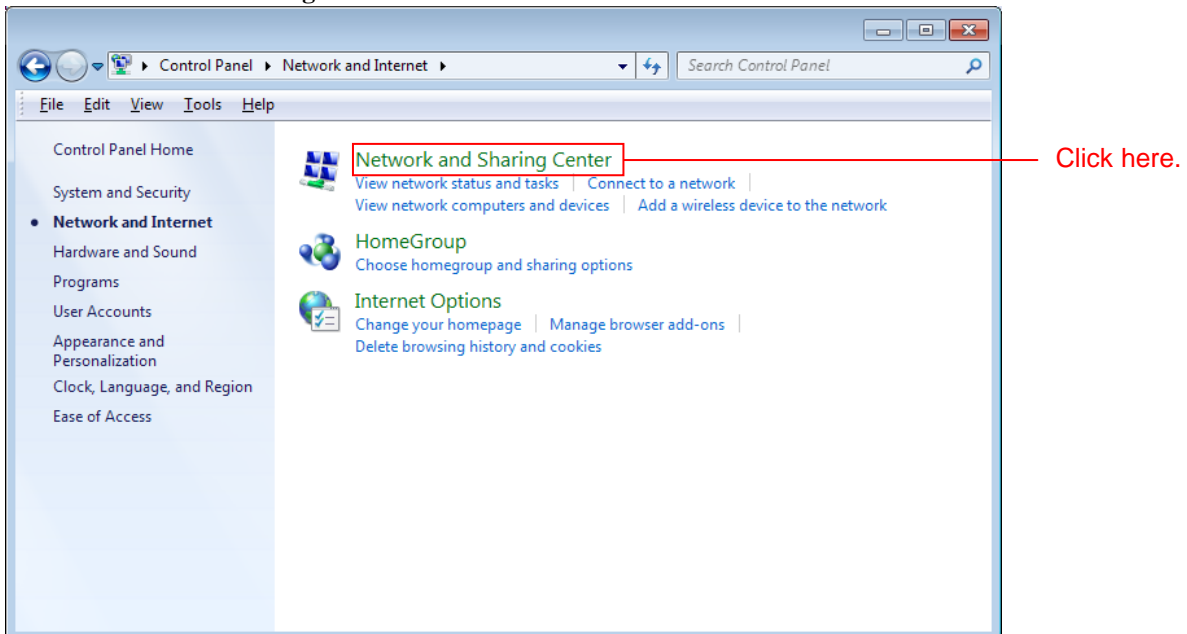 Control Panel Network and Internet Search Control Panel
File Edit View Tools Help
Control Panel Home
System and Security
Network and Internet
Hardware and Sound
Programs
User Accounts
Appearance and
Personalization
Clock, Language, and Region
Ease of Access
Network and Sharing Center
View network status and tasks Connect to a network
View network computers and devices Add a wireless device to the network
HomeGroup
Choose homegroup and sharing options
Internet Options
Change your homepage Manage browser add-ons
Delete browsing history and cookies
Click here.